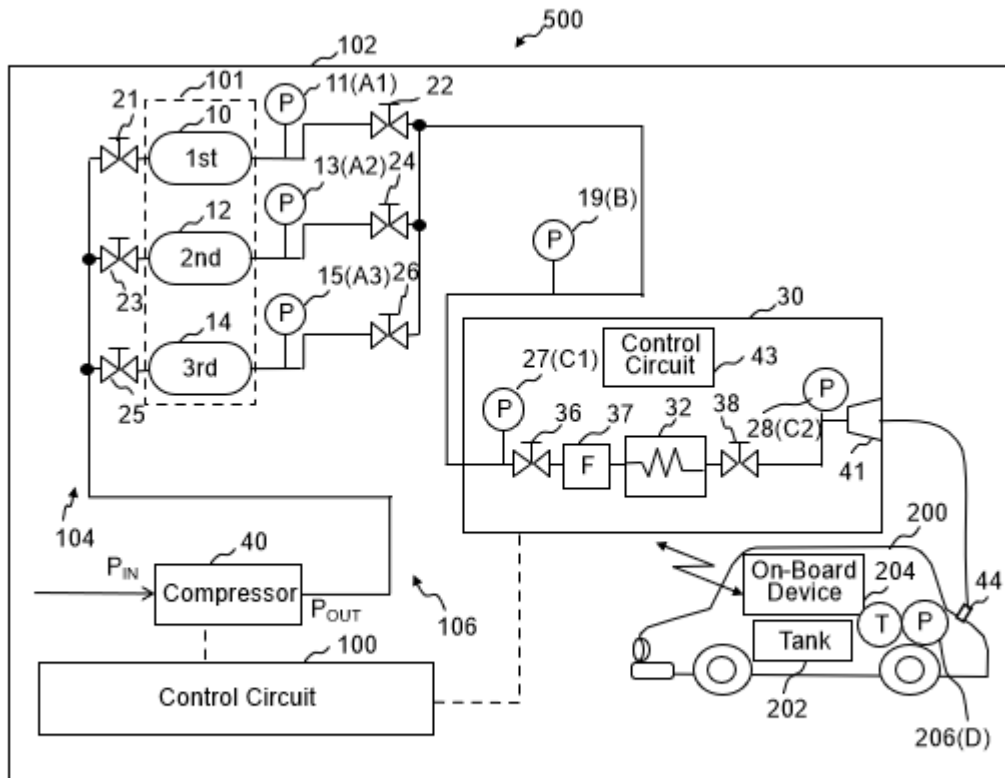 500
102
101
11(A1)
22
21
10
P
1st
13(A2)
24
12
P
19(B)
2nd
P
23
15(A3)
26
14
P
30
3rd
Control
Circuit
43
27(C1)
25
P
P
36
37
32
38
28(C2)
F
41
104
40
200
PIN
Compressor
On-Board
Device
204
44
POUT
106
T
P
100
Tank
Control Circuit
202
206(D)